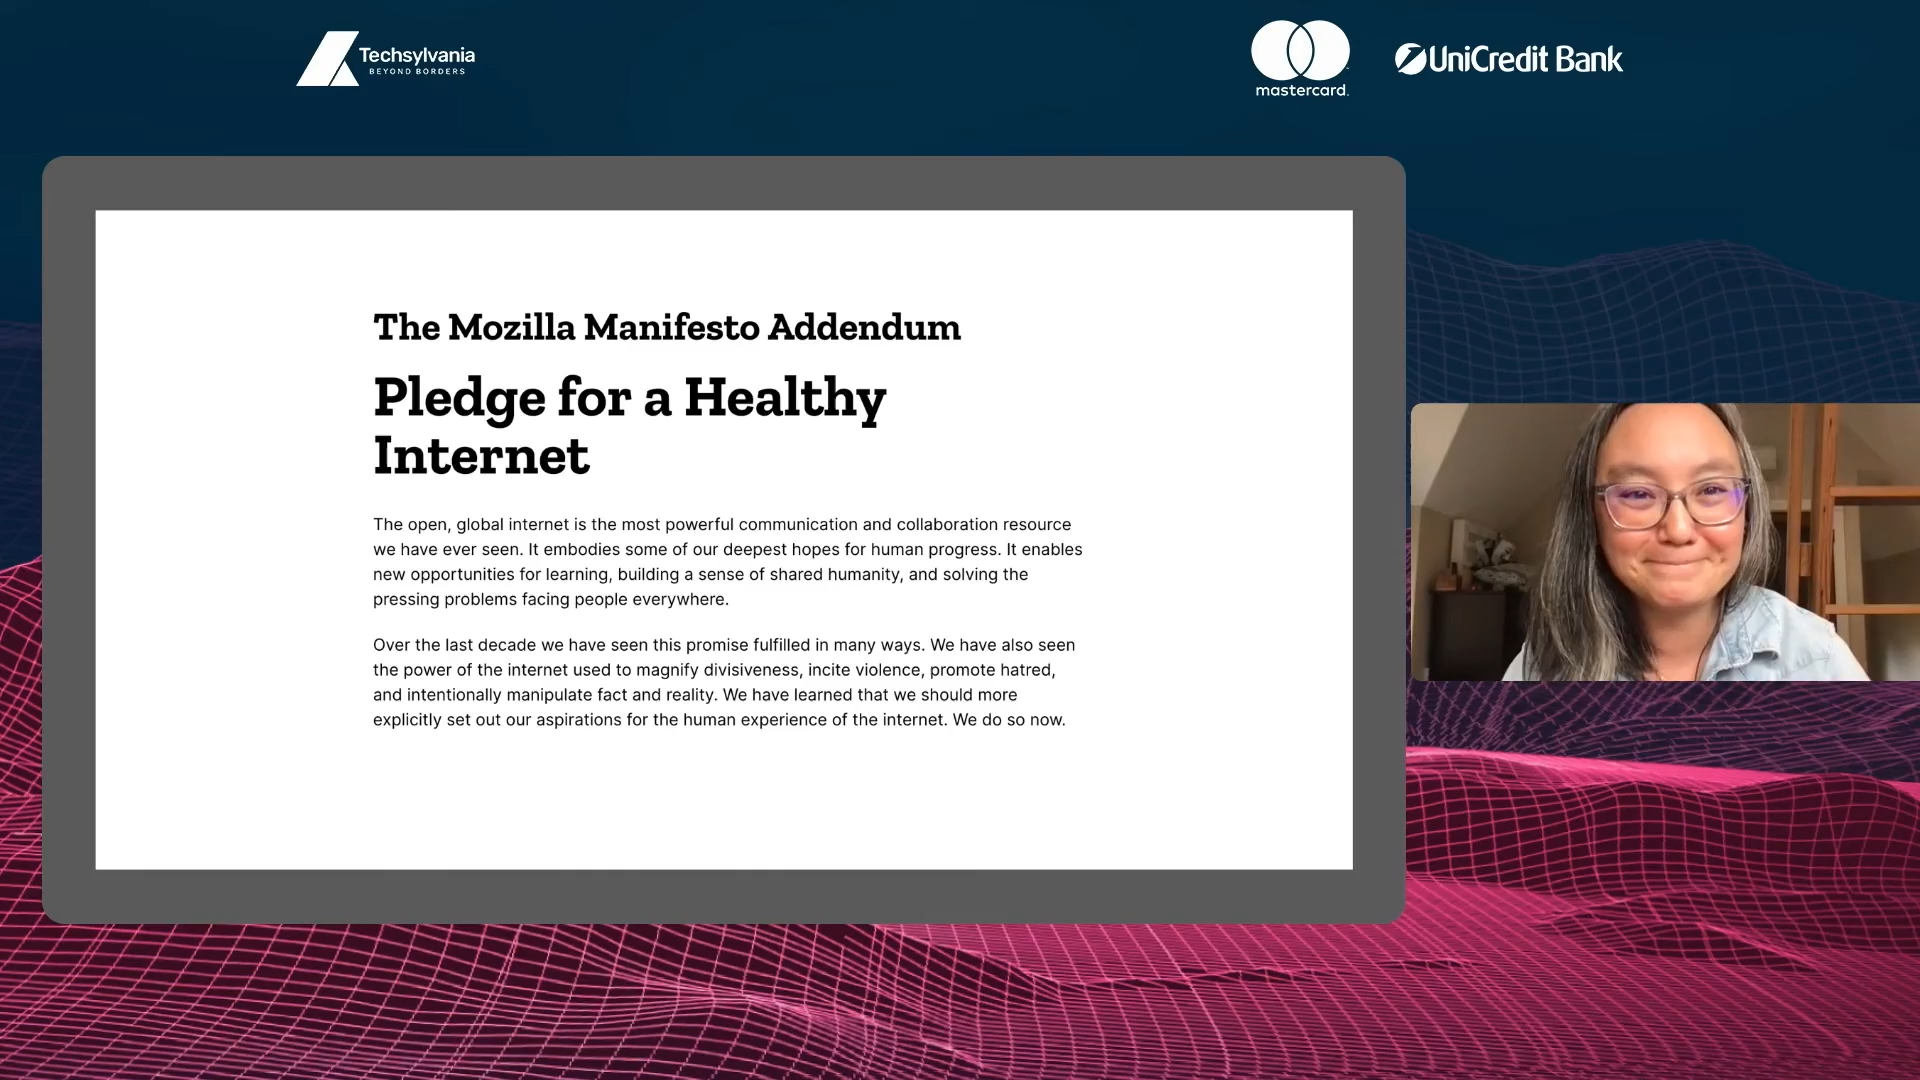 Techsylvania
BEYOND BORDERS
mastercard.
UniCredit Bank
The Mozilla Manifesto Addendum
Pledge for a Healthy
Internet
The open, global internet is the most powerful communication and collaboration resource
we have ever seen. It embodies some of our deepest hopes for human progress. It enables
new opportunities for learning, building a sense of shared humanity, and solving the
pressing problems facing people everywhere.
Over the last decade we have seen this promise fulfilled in many ways. We have also seen
the power of the internet used to magnify divisiveness, incite violence, promote hatred,
and intentionally manipulate fact and reality. We have learned that we should more
explicitly set out our aspirations for the human experience of the internet. We do so now.